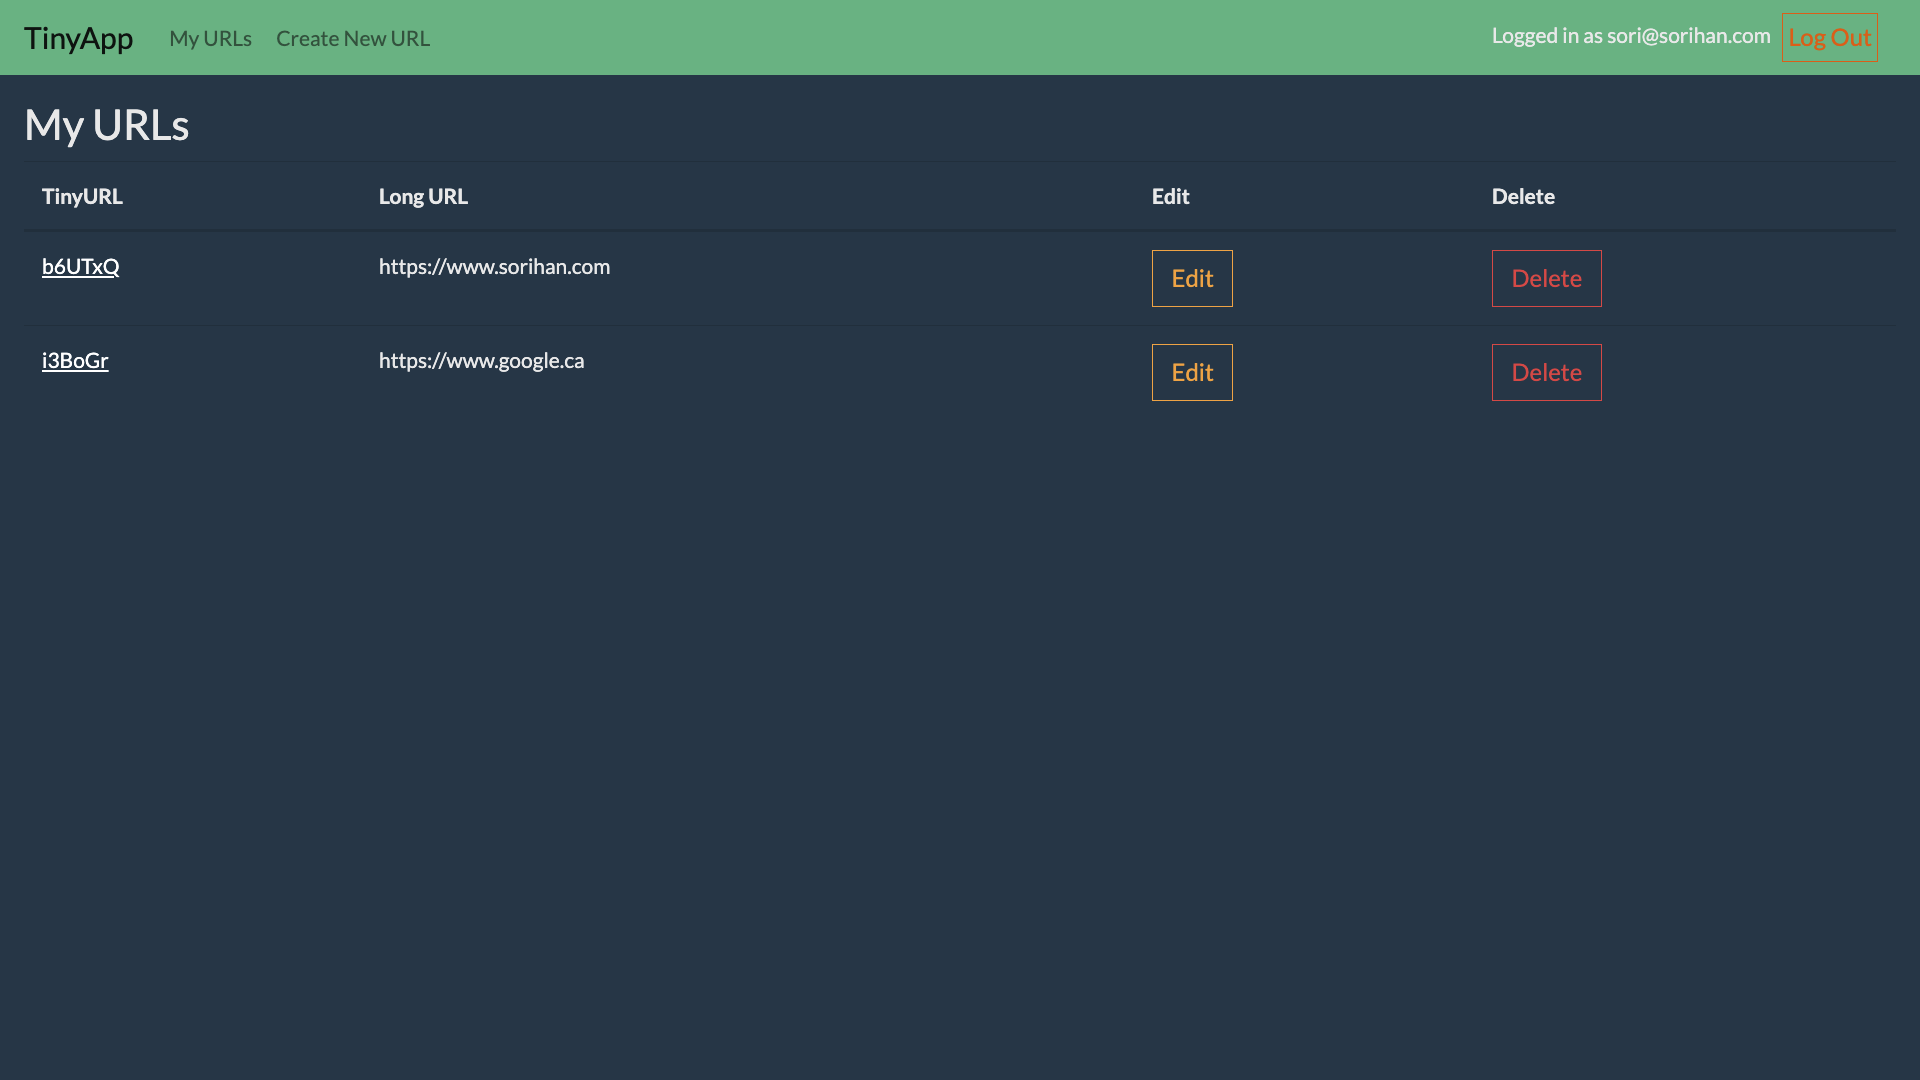 TinyApp My URLs Create New URL Logged in as sori@sorihan.com Log Out
My URLs
TinyURL Long URL Edit Delete
b6UTxQ https://www.sorihan.com Edit Delete
i3BoGr https://www.google.ca Edit Delete